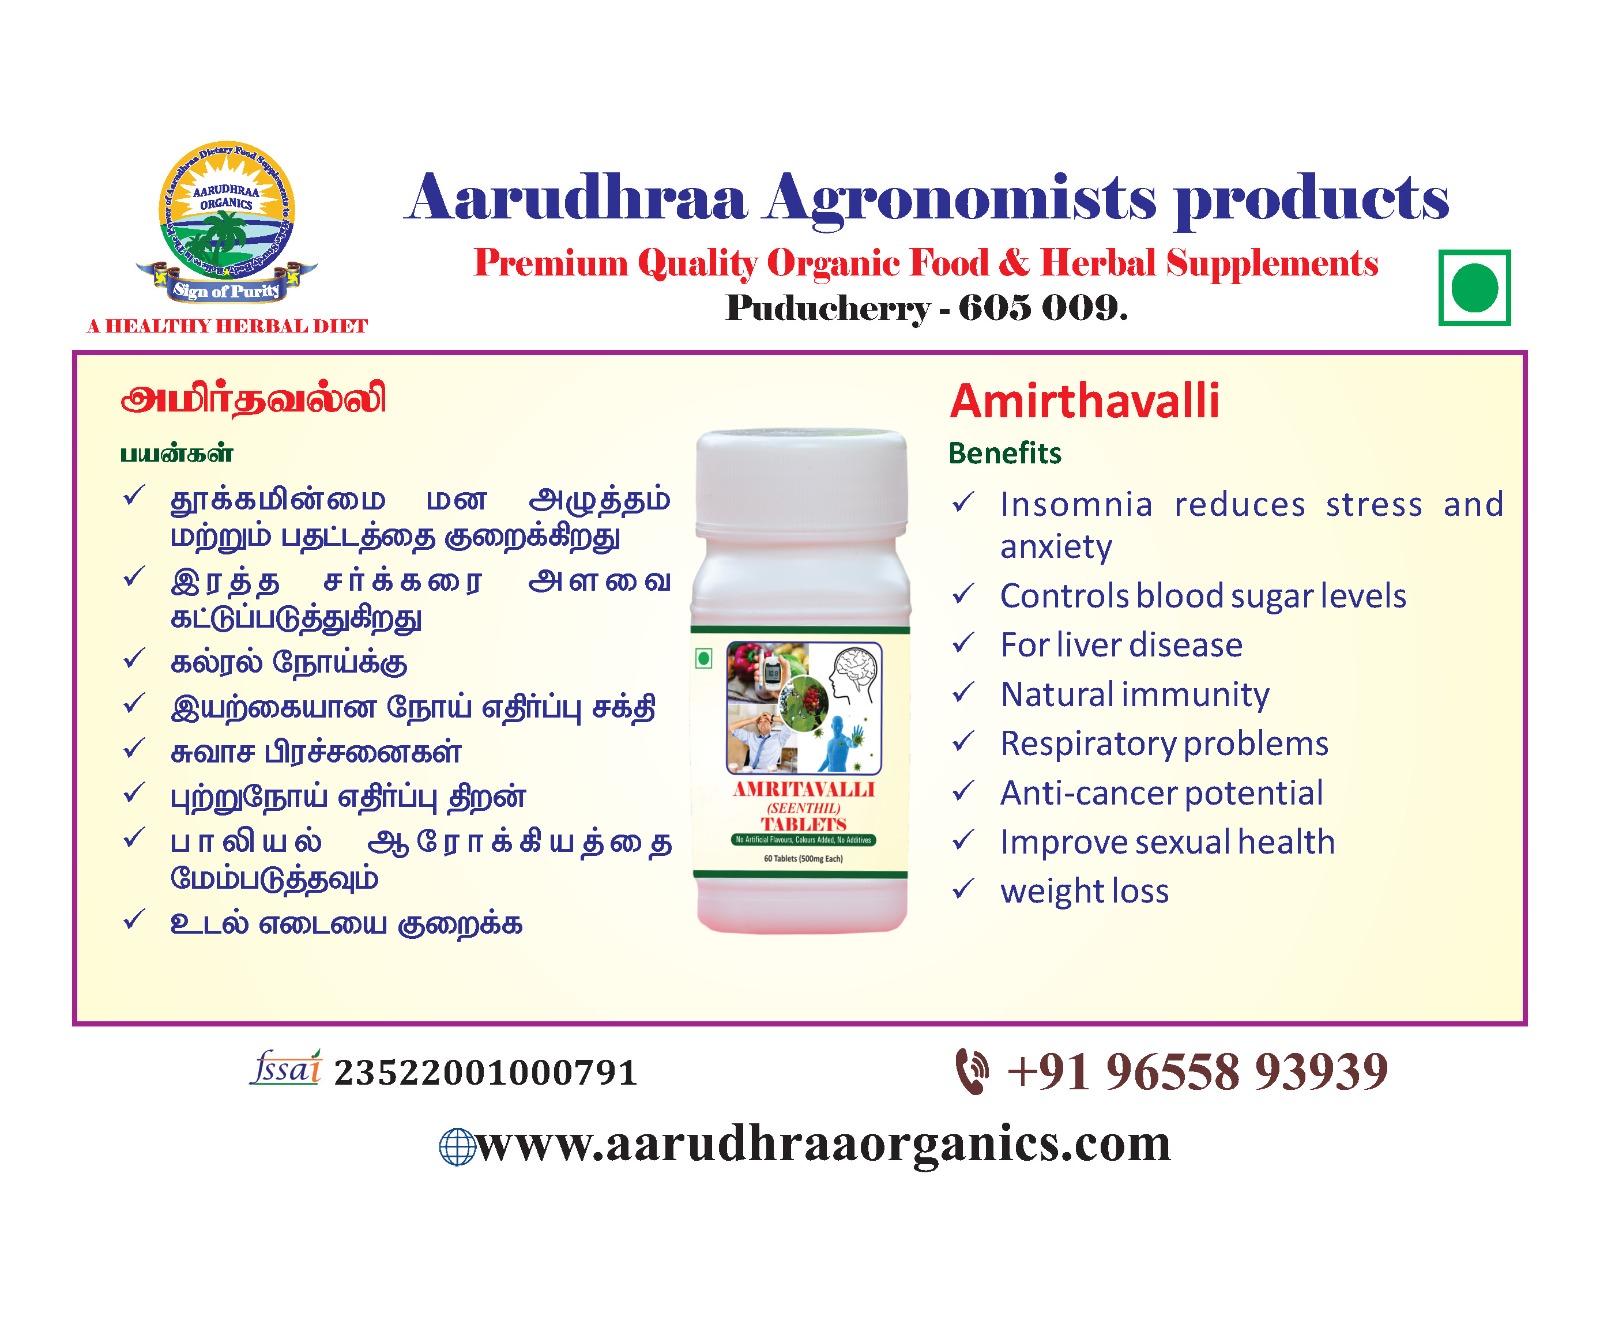 AARUDHRAA
ORGANICS
Sign of Purity
A HEALTHY HERBAL DIET
Aarudhraa Agronomists products
Premium Quality Organic Food & Herbal Supplements
Puducherry - 605 009.
அமிர்தவல்லி
பயன்கள்
தூக்கமின்மை மன அழுத்தம்
மற்றும் பதட்டத்தை குறைக்கிறது
இரத்த சர்க்கரை அளவை
கட்டுப்படுத்துகிறது
கல்ரல் நோய்க்கு
இயற்கையான நோய் எதிர்ப்பு சக்தி
சுவாச பிரச்சனைகள்
புற்றுநோய் எதிர்ப்பு திறன்
பாலியல் ஆரோக்கியத்தை
மேம்படுத்தவும்
உடல் எடையை குறைக்க
AMRITAVALLI
(SEENTHIL)
TABLETS
No Artificial Flavours, Colours Added, No Additives
60 Tablets (500mg Each)
Amirthavalli
Benefits
Insomnia reduces stress and
anxiety
Controls blood sugar levels
For liver disease
Natural immunity
Respiratory problems
Anti-cancer potential
Improve sexual health
weight loss
fssai 23522001000791
+91 96558 93939
www.aarudhraaorganics.com